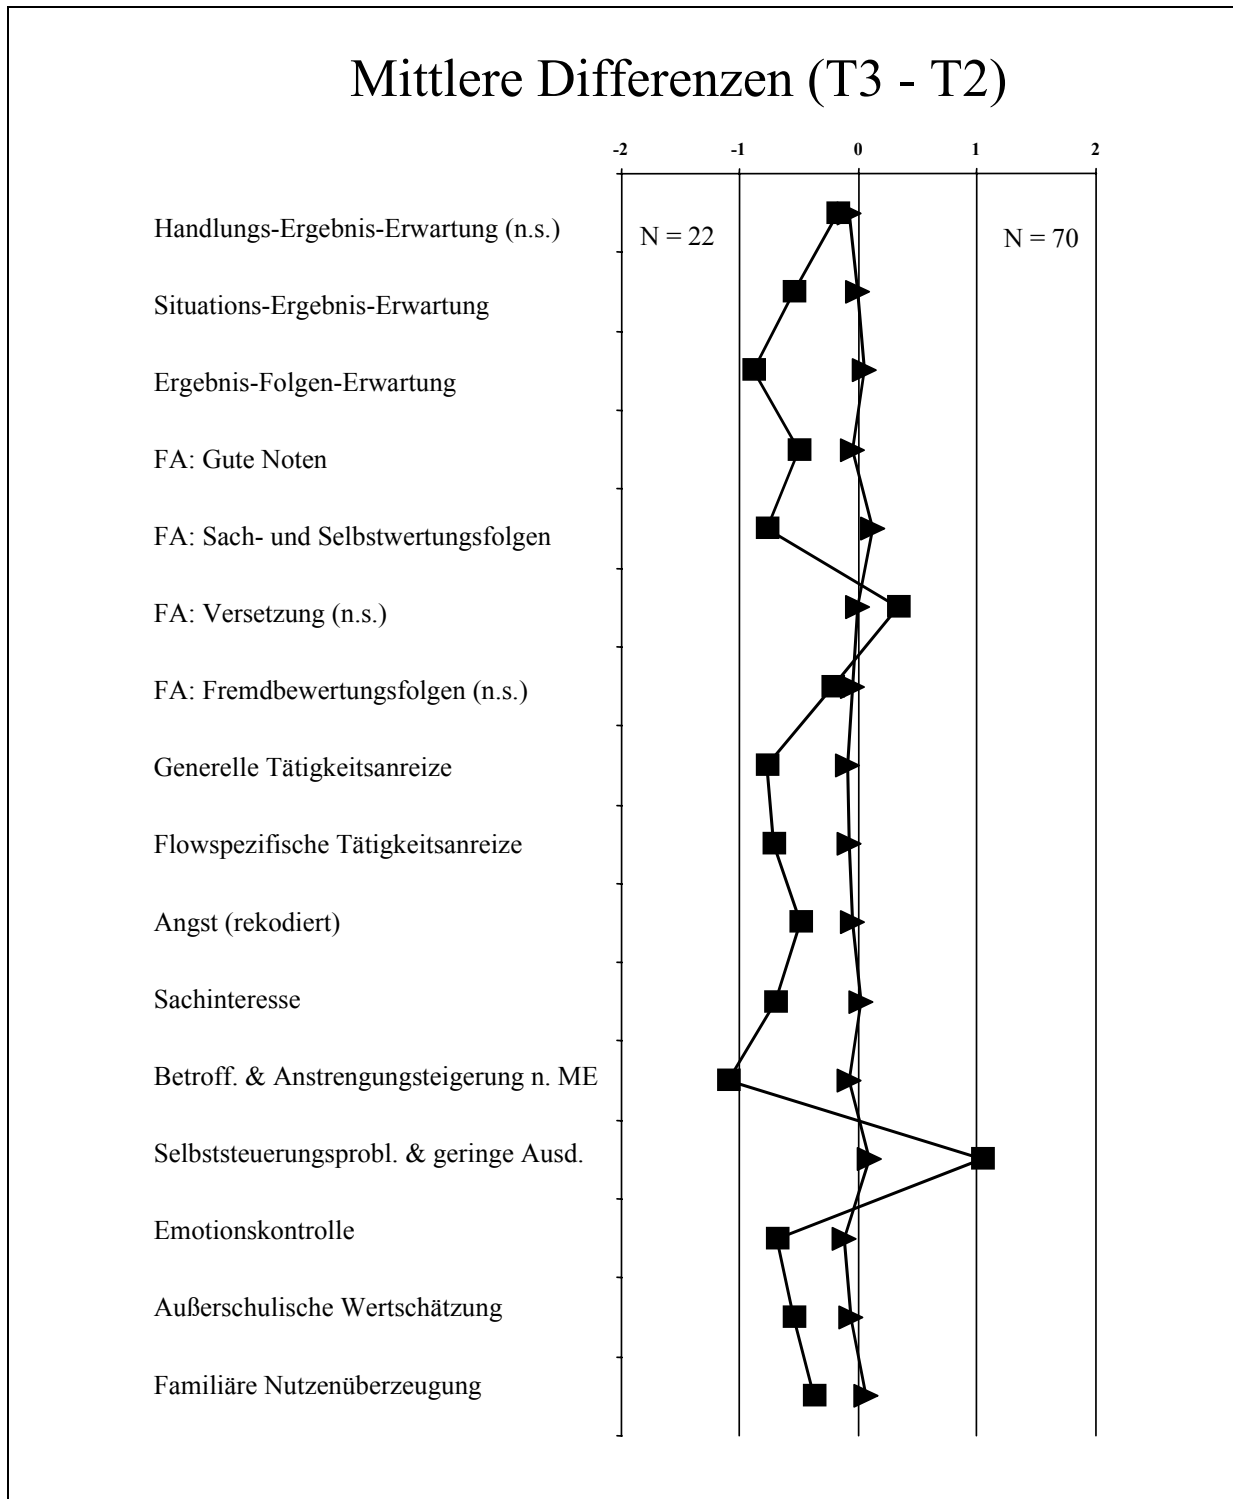 Mittlere Differenzen (T3 - T2)
-2 -1 0 1 2
Handlungs-Ergebnis-Erwartung (n.s.)
N = 22
N = 70
Situations-Ergebnis-Erwartung
Ergebnis-Folgen-Erwartung
FA: Gute Noten
FA: Sach- und Selbstwertungsfolgen
FA: Versetzung (n.s.)
FA: Fremdbewertungsfolgen (n.s.)
Generelle Tätigkeitsanreize
Flowspezifische Tätigkeitsanreize
Angst (rekodiert)
Sachinteresse
Betroff. & Anstrengungsteigerung n. ME
Selbststeuerungsprobl. & geringe Ausd.
Emotionskontrolle
Außerschulische Wertschätzung
Familiäre Nutzenüberzeugung